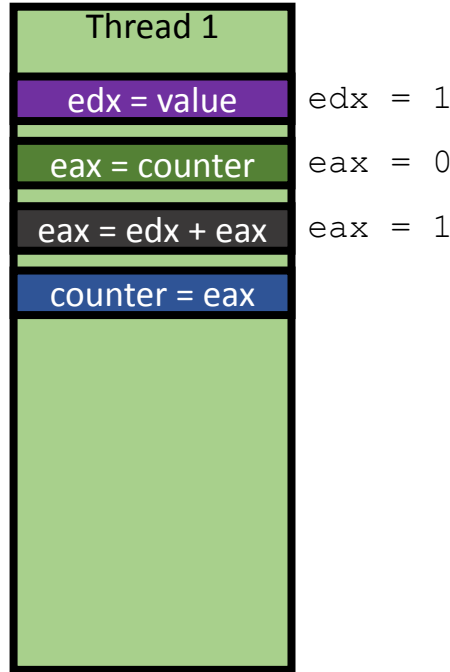 Thread 1
edx = value edx = 1
eax = counter eax = 0
eax = edx + eax eax = 1
counter = eax